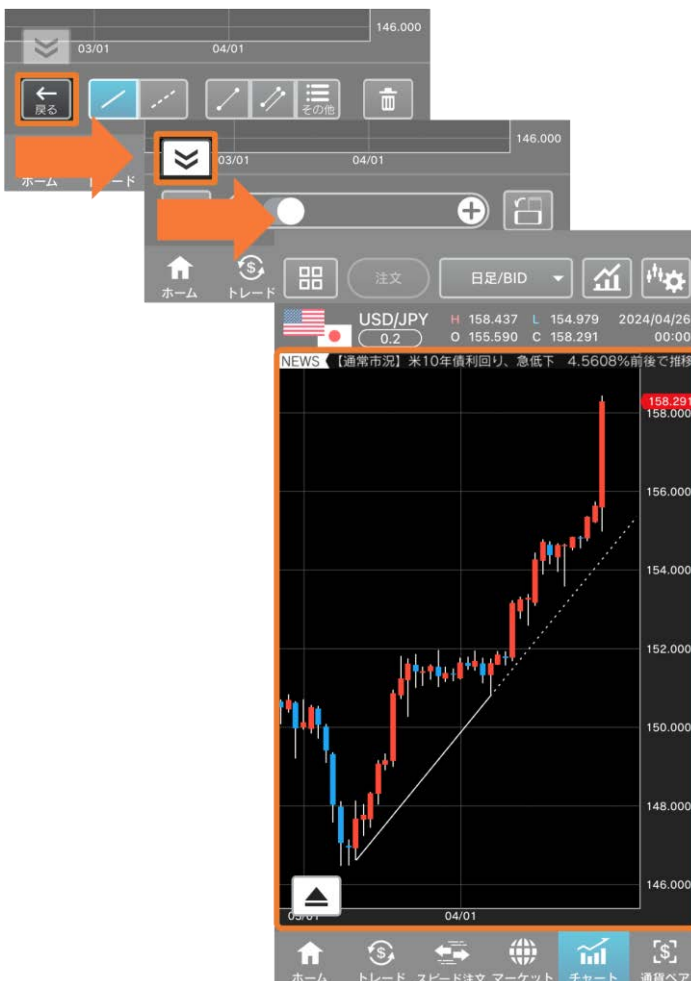 146.000
03/01 04/01
戻る
その他
146.000
03/01 04/01
ホーム
ホーム トレード
注文 日足/BID
USD/JPY H 158.437 L 154.979 2024/04/26
0.2 O 155.590 C 158.291 00:00
NEWS 【通常市況】米10年債利回り、急低下 4.5608%前後で推移
158.291
158.000
156.000
154.000
152.000
150.000
148.000
146.000
04/01
ホーム トレード スピード注文 マーケット チャート 通貨ペア